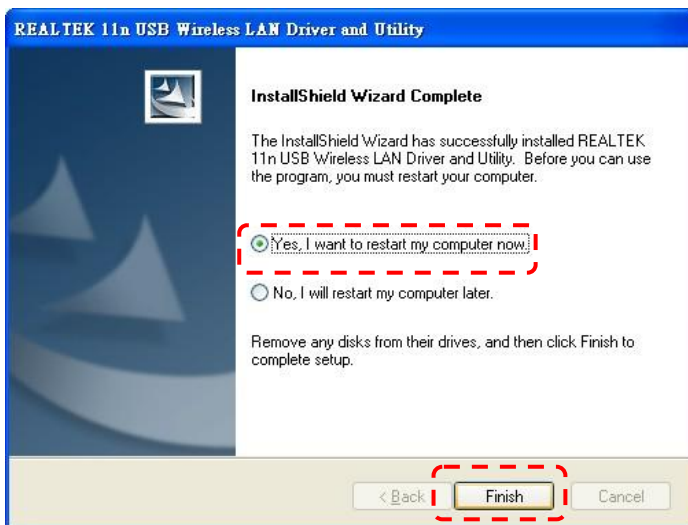 REALTEK 11n USB Wireless LAN Driver and Utility
InstallShield Wizard Complete
The InstallShield Wizard has successfully installed REALTEK
11n USB Wireless LAN Driver and Utility. Before you can use
the program, you must restart your computer.
Yes, I want to restart my computer now.
No, I will restart my computer later.
Remove any disks from their drives, and then click Finish to
complete setup.
< Back Finish Cancel